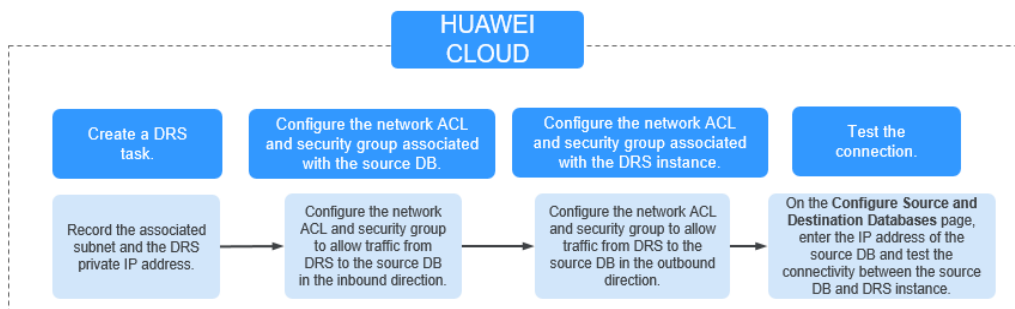 HUAWEI
CLOUD
Create a DRS
task.
Configure the network ACL
and security group associated
with the source DB.
Configure the network ACL
and security group associated
with the DRS instance.
Test the
connection.
Record the associated
subnet and the DRS
private IP address.
Configure the network
ACL and security group
to allow traffic from
DRS to the source DB
in the inbound direction.
Configure the network ACL
and security group to allow
traffic from DRS to the
source DB in the outbound
direction.
On the Configure Source and
Destination Databases page,
enter the IP address of the
source DB and test the
connectivity between the source
DB and DRS instance.